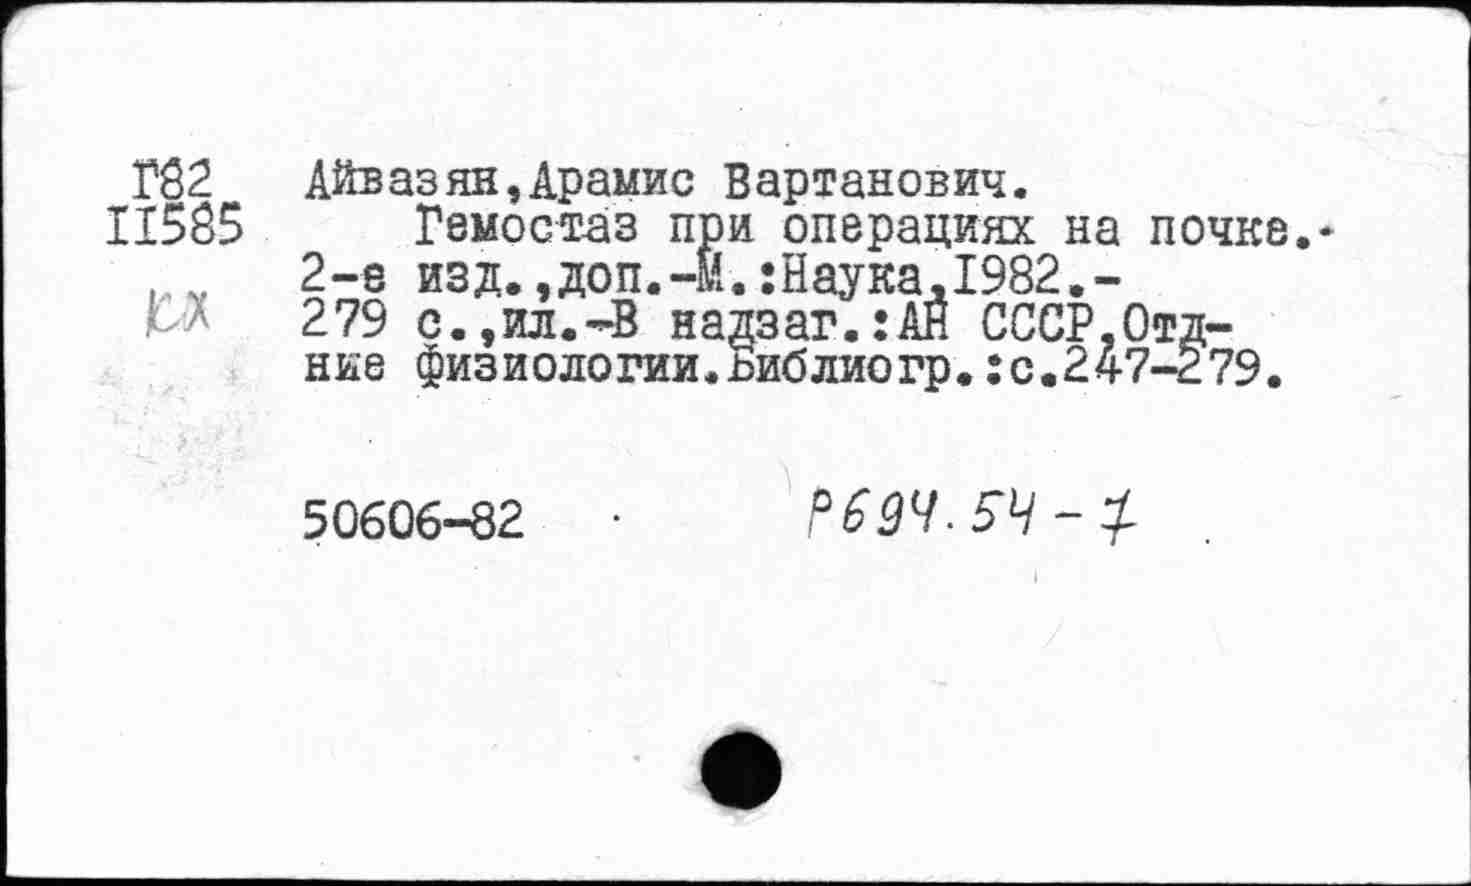 Г82 Айвазян,Арамис Вартанович.
II585 Гемостаз при операциях на почке.-
2-е изд.,доп.-М.:Наука,I982.-
кх 279 с.,ил.-В надзаг.:АН СССР,Отд-
ние физиологии.Библиогр.:с.247-279.
50606-82 Р694.54-7